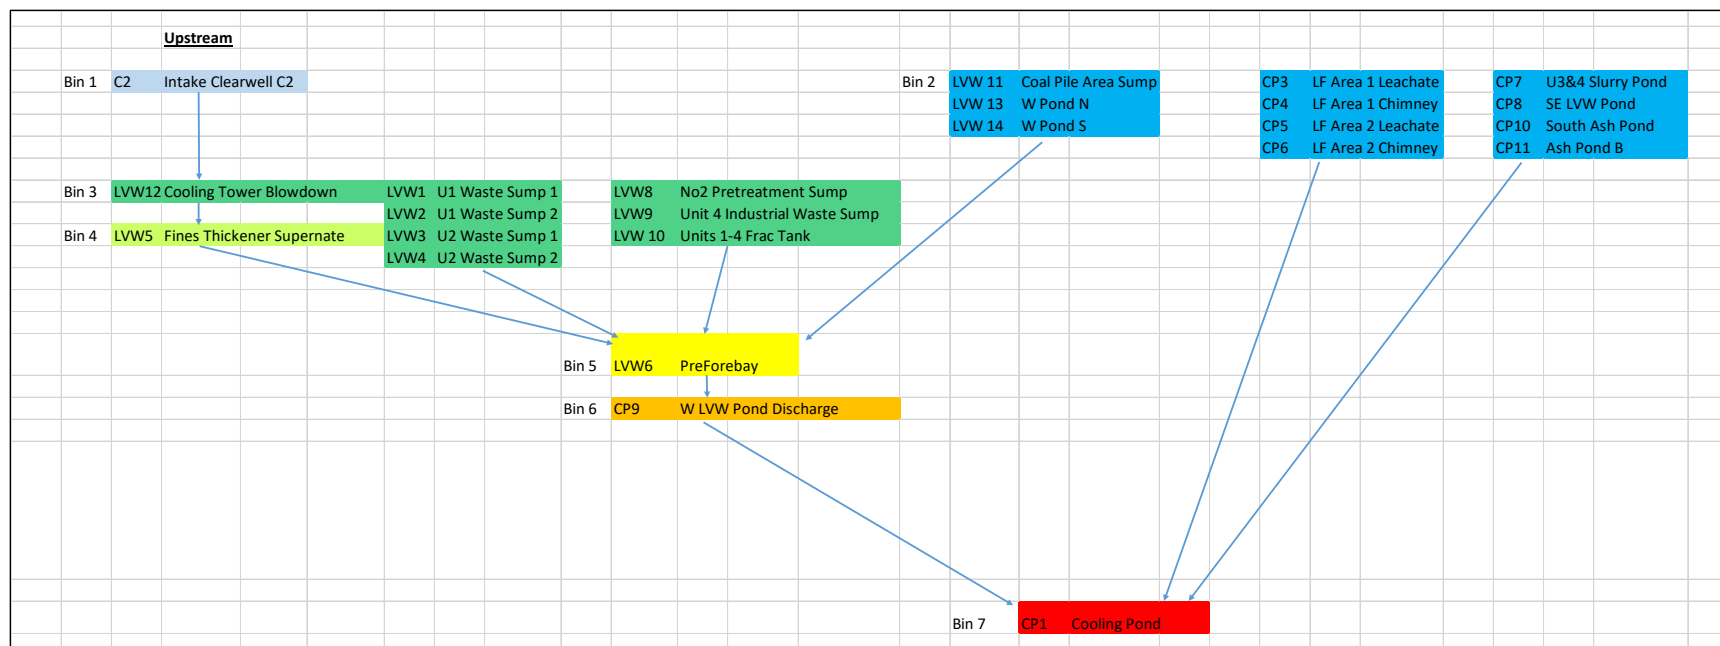 Upstream
Bin 1 C2 Intake Clearwell C2 Bin 2 LVW 11 Coal Pile Area Sump CP3 LF Area 1 Leachate CP7 U3&4 Slurry Pond
LVW 13 W Pond N CP4 LF Area 1 Chimney CP8 SE LVW Pond
LVW 14 W Pond S CP5 LF Area 2 Leachate CP10 South Ash Pond
CP6 LF Area 2 Chimney CP11 Ash Pond B
Bin 3 LVW12 Cooling Tower Blowdown LVW1 U1 Waste Sump 1 LVW8 No2 Pretreatment Sump
LVW2 U1 Waste Sump 2 LVW9 Unit 4 Industrial Waste Sump
Bin 4 LVW5 Fines Thickener Supernate LVW3 U2 Waste Sump 1 LVW 10 Units 1-4 Frac Tank
LVW4 U2 Waste Sump 2
Bin 5 LVW6 PreForebay
Bin 6 CP9 W LVW Pond Discharge
Bin 7 CP1 Cooling Pond